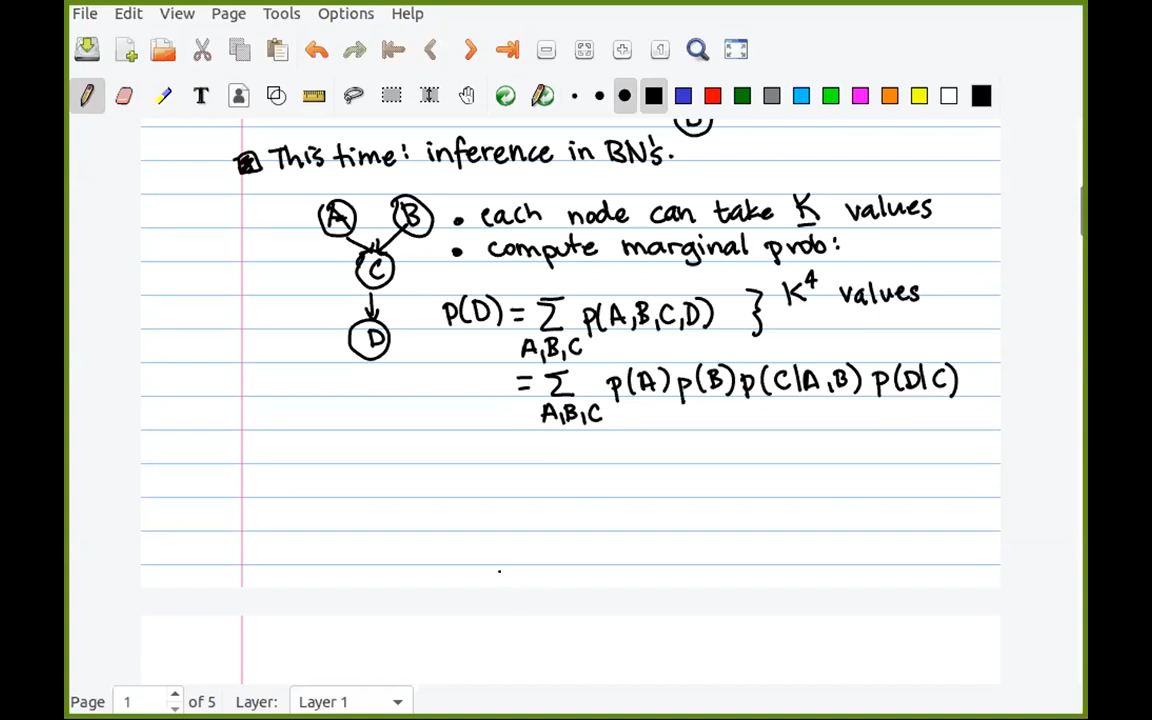 File Edit View Page Tools Options Help
This time: inference in BN's.
A B • each node can take K values
• compute marginal prob:
C
p(D) = Σ p(A,B,C,D) } K⁴ values
A,B,C
D
= Σ p(A)p(B)p(C|A,B) p(D|C)
A,B,C
Page 1 of 5 Layer: Layer 1